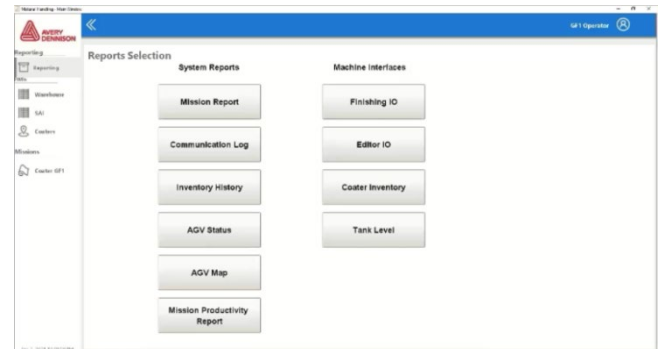 AVERY
DENNISON
GF1 Operator
Reporting
Reporting
Reports Selection
System Reports
Machine Interfaces
Mission Report
Finishing IO
Communication Log
Editor IO
Inventory History
Coater Inventory
AGV Status
Tank Level
AGV Map
Mission Productivity
Report
Info
Warehouse
SAI
Coaters
Missions
Coater GF1